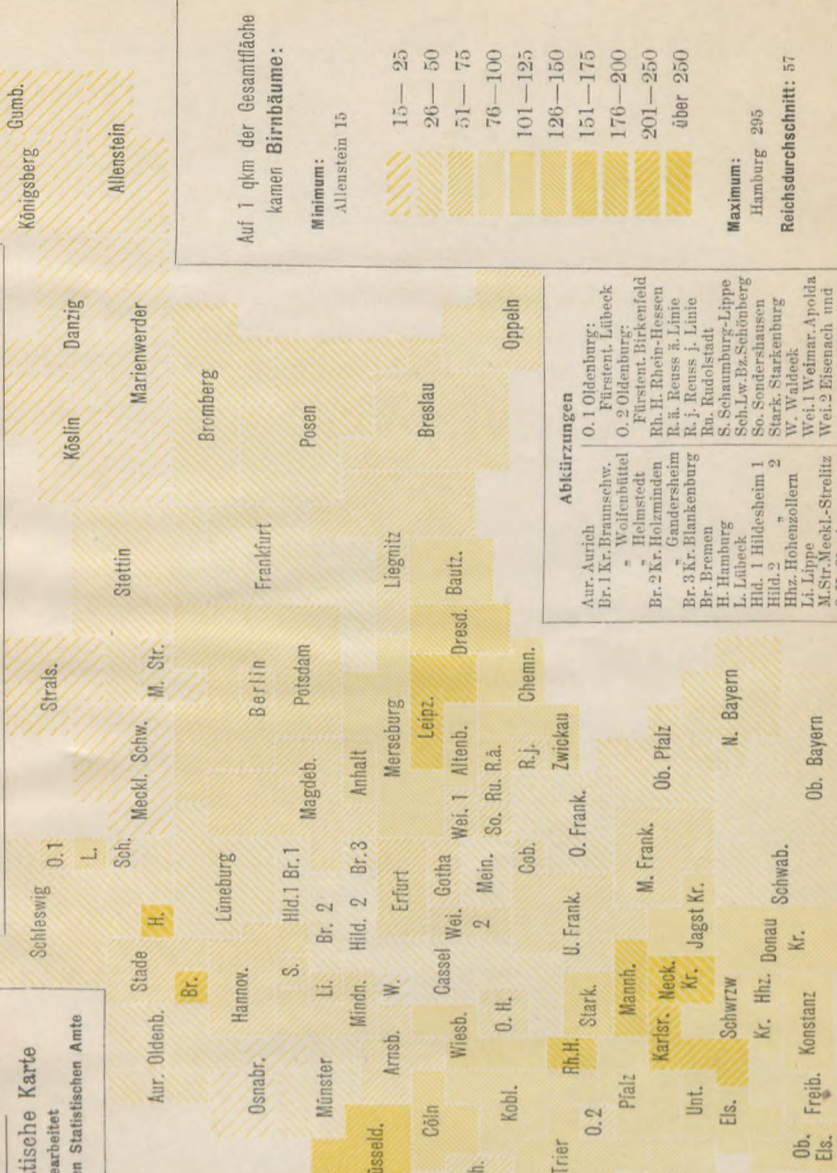 tische Karte
earbeitet
en Statistischen Amte
Königsberg Gumb.
Allenstein
Danzig
Köslin
Marienwerder
Bromberg
Posen
Breslau
Oppeln
Strals.
Stettin
Frankfurt
Liegnitz
Bautz.
Schleswig
O.1
L.
Sch.
Meckl. Schw.
M. Str.
Berlin
Potsdam
Magdeb.
Anhalt
Merseburg
Leipz.
Dresd.
Stade
H.
Br.
Lüneburg
Hannov.
Aur. Oldenb.
Osnabr.
Münster
S.
Hld.1 Br.1
Li.
Br. 2
Mindn.
Hild. 2
Br.3
Arnsb.
W.
Erfurt
Cassel
Wei.
2
Gotha
Wei. 1
Altenb.
Mein.
So. Ru. R.ä.
R.j.
Chemn.
Zwickau
Cob.
üsseld.
Cöln
Wiesb.
O. H.
Kobl.
h.
Trier
O.2
Rh.H.
Stark.
U. Frank.
O. Frank.
M. Frank.
Ob. Pfalz
Pfalz
Mannh.
Karlsr.
Neck.
Kr.
Jagst Kr.
Unt.
Els.
Schwrzw
Kr.
Hhz.
Donau
Kr.
Schwab.
N. Bayern
Ob. Bayern
Ob.
Els.
Freib.
Konstanz
Auf 1 qkm der Gesamtfläche
kamen Birnbäume:
Minimum:
Allenstein 15
15— 25
26— 50
51— 75
76—100
101—125
126—150
151—175
176—200
201—250
über 250
Maximum:
Hamburg 295
Reichsdurchschnitt: 57
Abkürzungen
Aur. Aurich
Br. 1 Kr. Braunschw.
„ Wolfenbüttel
„ Helmstedt
Br. 2 Kr. Holzminden
„ Gandersheim
Br. 3 Kr. Blankenburg
Br. Bremen
H. Hamburg
L. Lübeck
Hld. 1 Hildesheim 1
Hild. 2 „ 2
Hhz. Hohenzollern
Li. Lippe
M.Str.Meckl.-Strelitz
O. 1 Oldenburg:
Fürstent. Lübeck
O. 2 Oldenburg:
Fürstent. Birkenfeld
Rh. H. Rhein-Hessen
R. ä. Reuss ä. Linie
R. j. Reuss j. Linie
Ru. Rudolstadt
S. Schaumburg-Lippe
Sch.Lw.Bz.Schönberg
So. Sondershausen
Stark. Starkenburg
W. Waldeck
Wei.1 Weimar. Apolda
Wei.2 Eisenach und